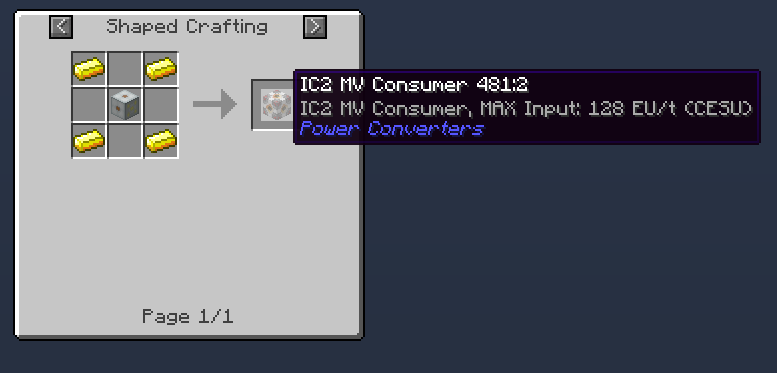 Shaped Crafting
IC2 MV Consumer 481:2
IC2 MV Consumer, MAX Input: 128 EU/t (CESU)
Power Converters
Page 1/1